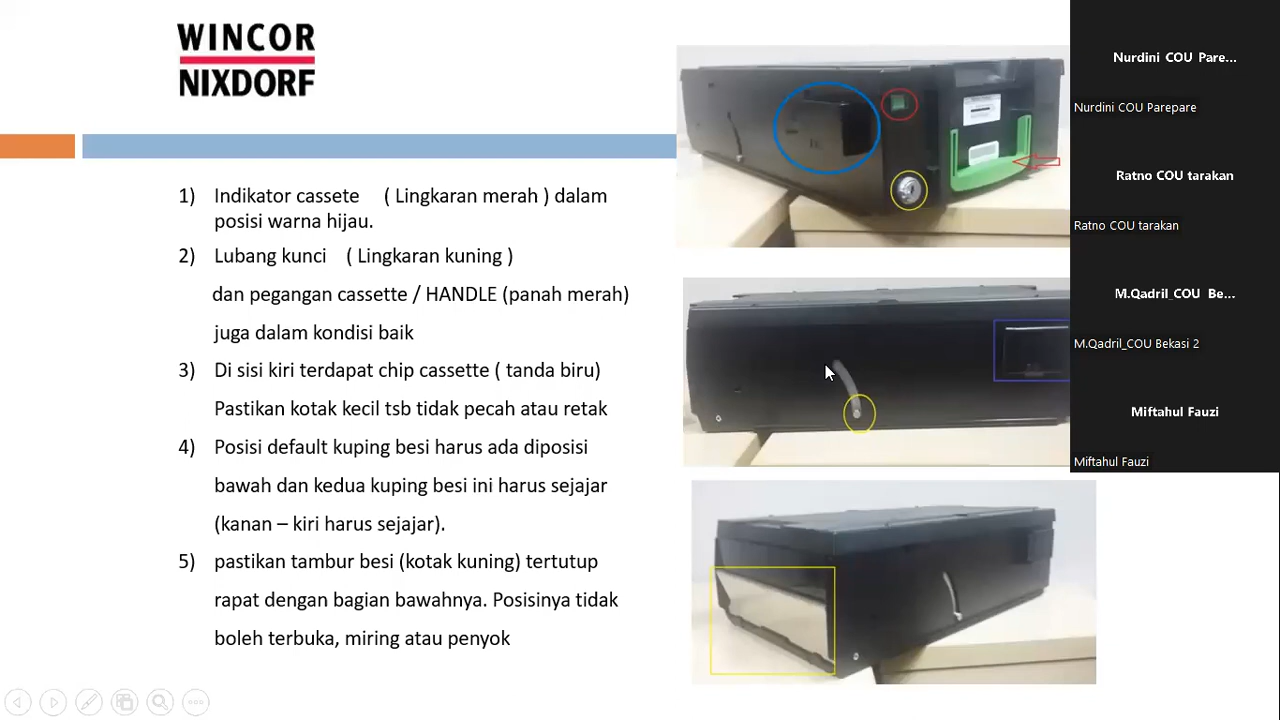 WINCOR
NIXDORF
1) Indikator cassete ( Lingkaran merah ) dalam
posisi warna hijau.
2) Lubang kunci ( Lingkaran kuning )
dan pegangan cassette / HANDLE (panah merah)
juga dalam kondisi baik
3) Di sisi kiri terdapat chip cassette ( tanda biru)
Pastikan kotak kecil tsb tidak pecah atau retak
4) Posisi default kuping besi harus ada diposisi
bawah dan kedua kuping besi ini harus sejajar
(kanan – kiri harus sejajar).
5) pastikan tambur besi (kotak kuning) tertutup
rapat dengan bagian bawahnya. Posisinya tidak
boleh terbuka, miring atau penyok
Nurdini COU Pare...
Nurdini COU Parepare
Ratno COU tarakan
Ratno COU tarakan
M.Qadril_COU Be...
M.Qadril_COU Bekasi 2
Miftahul Fauzi
Miftahul Fauzi